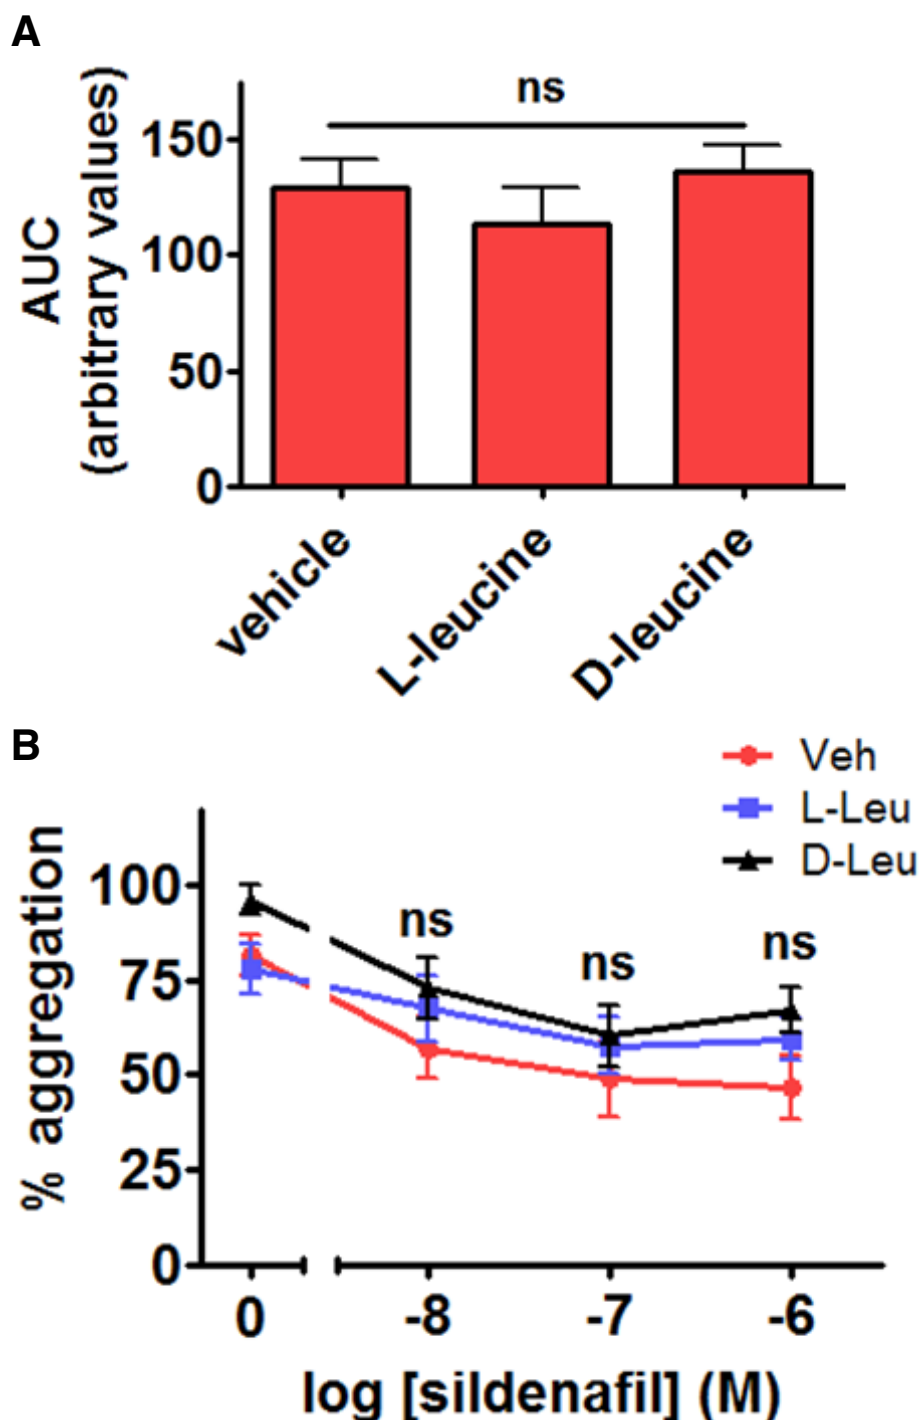 A
ns
AUC
(arbitrary values)
150
100
50
0
vehicle
L-leucine
D-leucine
B
Veh
L-Leu
D-Leu
% aggregation
100
75
50
25
0
ns
ns
ns
0
-8
-7
-6
log [sildenafil] (M)